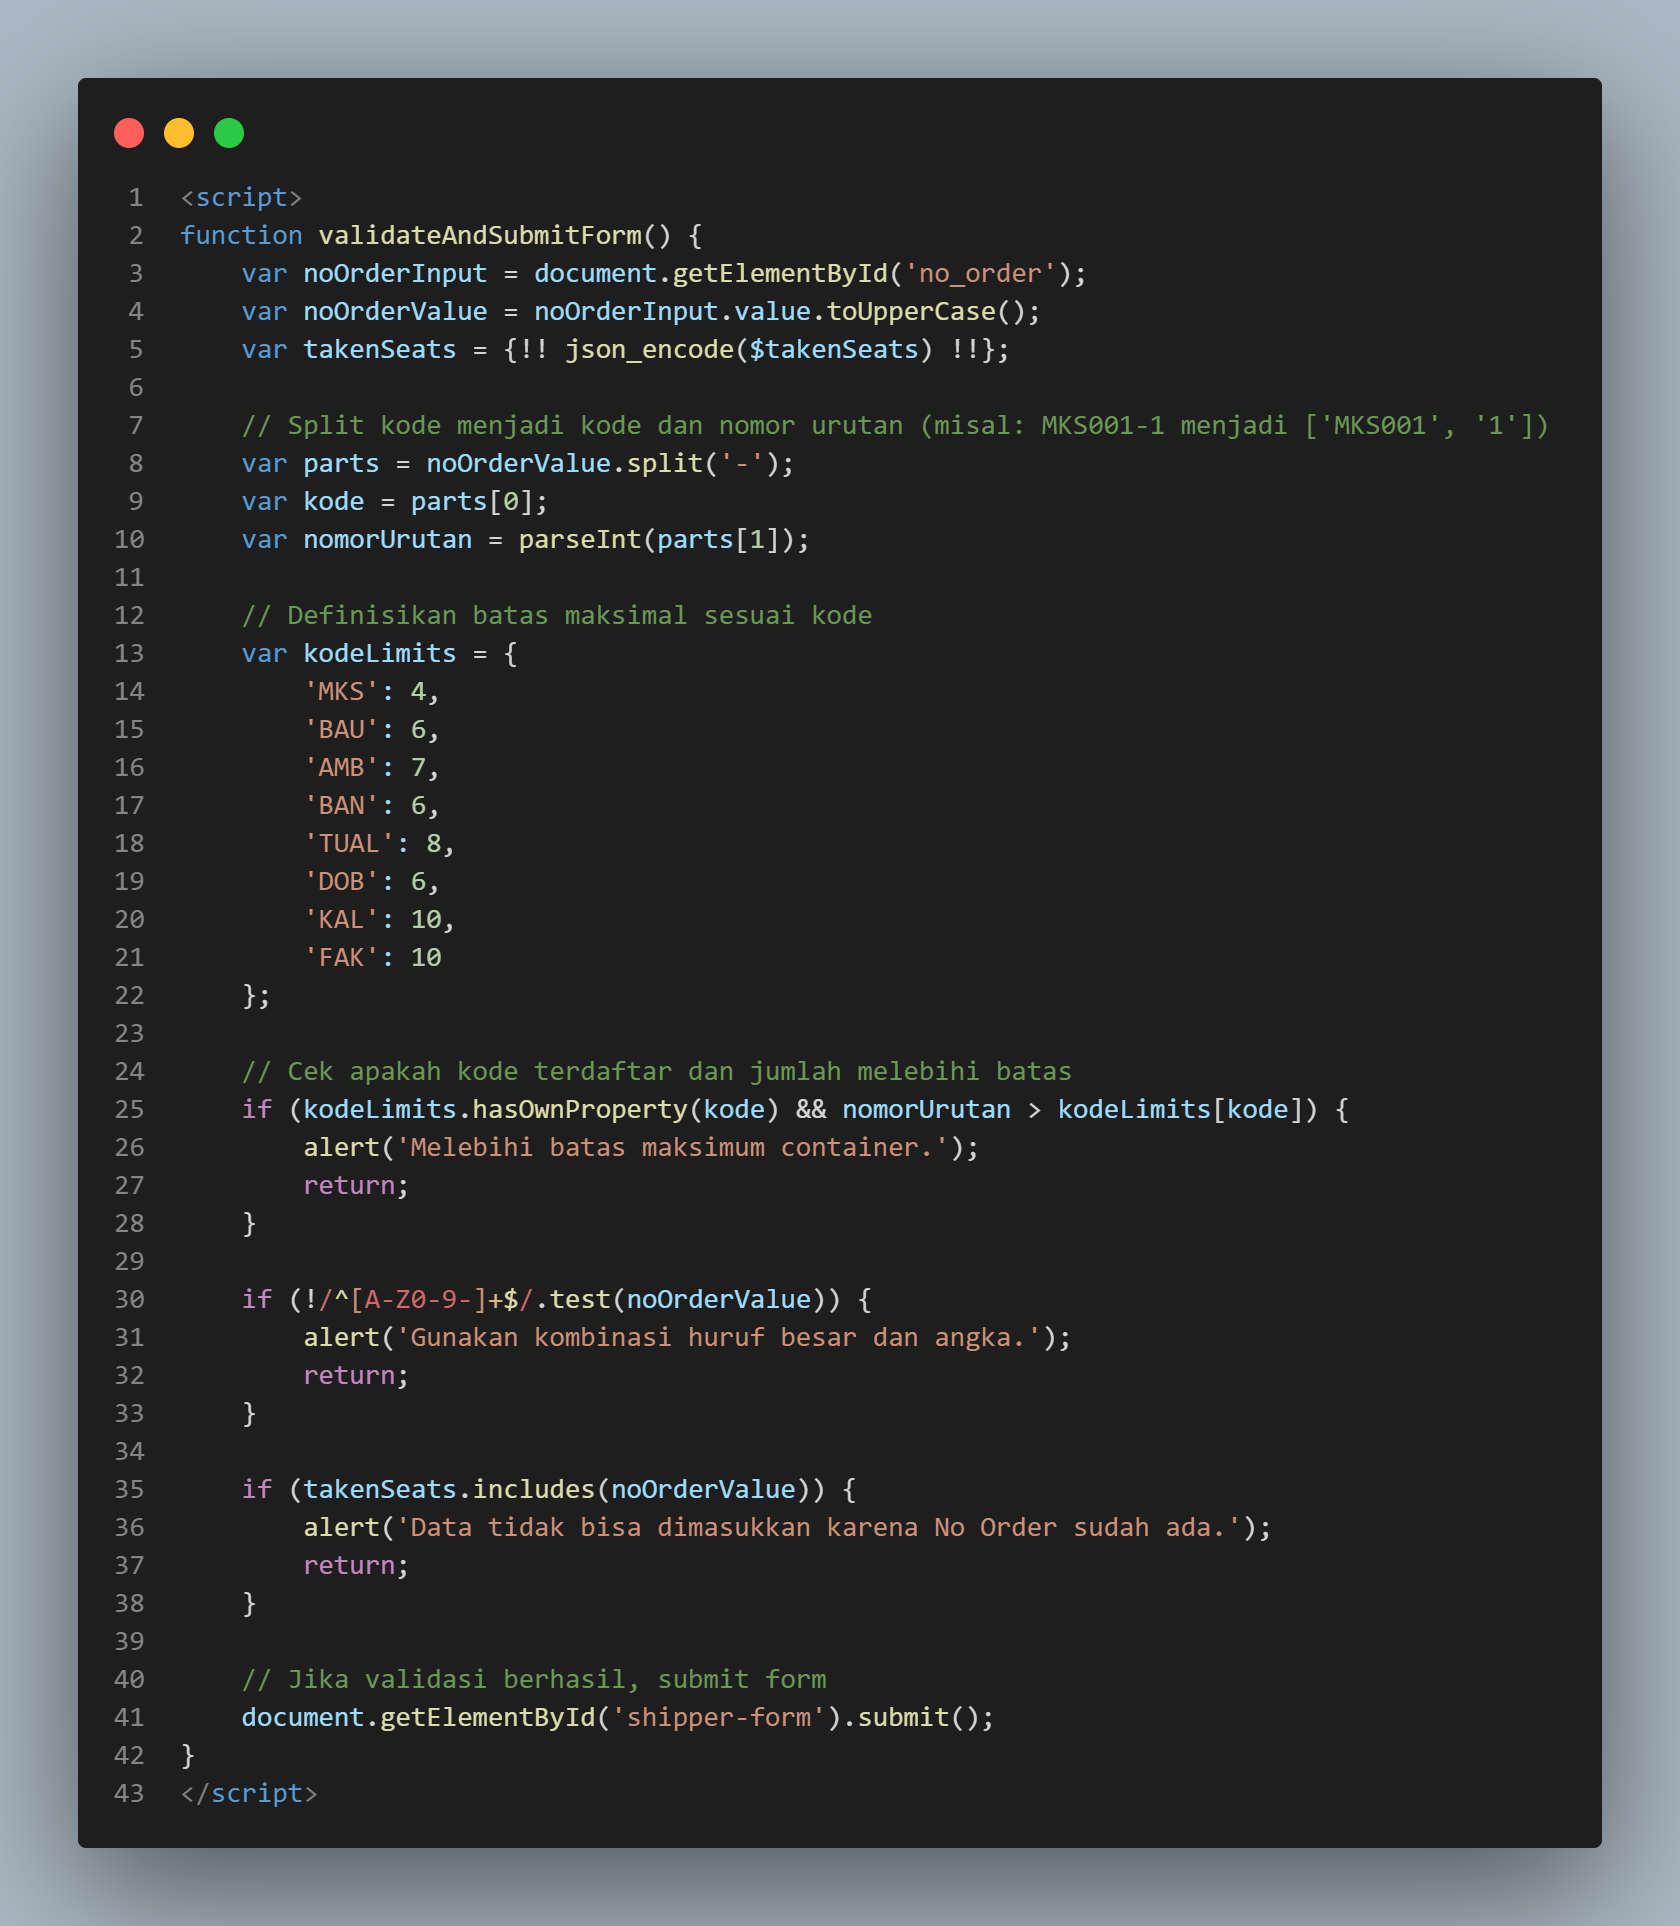 1 <script>
2 function validateAndSubmitForm() {
3     var noOrderInput = document.getElementById('no_order');
4     var noOrderValue = noOrderInput.value.toUpperCase();
5     var takenSeats = {!! json_encode($takenSeats) !!};
6
7     // Split kode menjadi kode dan nomor urutan (misal: MKS001-1 menjadi ['MKS001', '1'])
8     var parts = noOrderValue.split('-');
9     var kode = parts[0];
10     var nomorUrutan = parseInt(parts[1]);
11
12     // Definisikan batas maksimal sesuai kode
13     var kodeLimits = {
14         'MKS': 4,
15         'BAU': 6,
16         'AMB': 7,
17         'BAN': 6,
18         'TUAL': 8,
19         'DOB': 6,
20         'KAL': 10,
21         'FAK': 10
22     };
23
24     // Cek apakah kode terdaftar dan jumlah melebihi batas
25     if (kodeLimits.hasOwnProperty(kode) && nomorUrutan > kodeLimits[kode]) {
26         alert('Melebihi batas maksimum container.');
27         return;
28     }
29
30     if (!/^[A-Z0-9-]+$/.test(noOrderValue)) {
31         alert('Gunakan kombinasi huruf besar dan angka.');
32         return;
33     }
34
35     if (takenSeats.includes(noOrderValue)) {
36         alert('Data tidak bisa dimasukkan karena No Order sudah ada.');
37         return;
38     }
39
40     // Jika validasi berhasil, submit form
41     document.getElementById('shipper-form').submit();
42 }
43 </script>